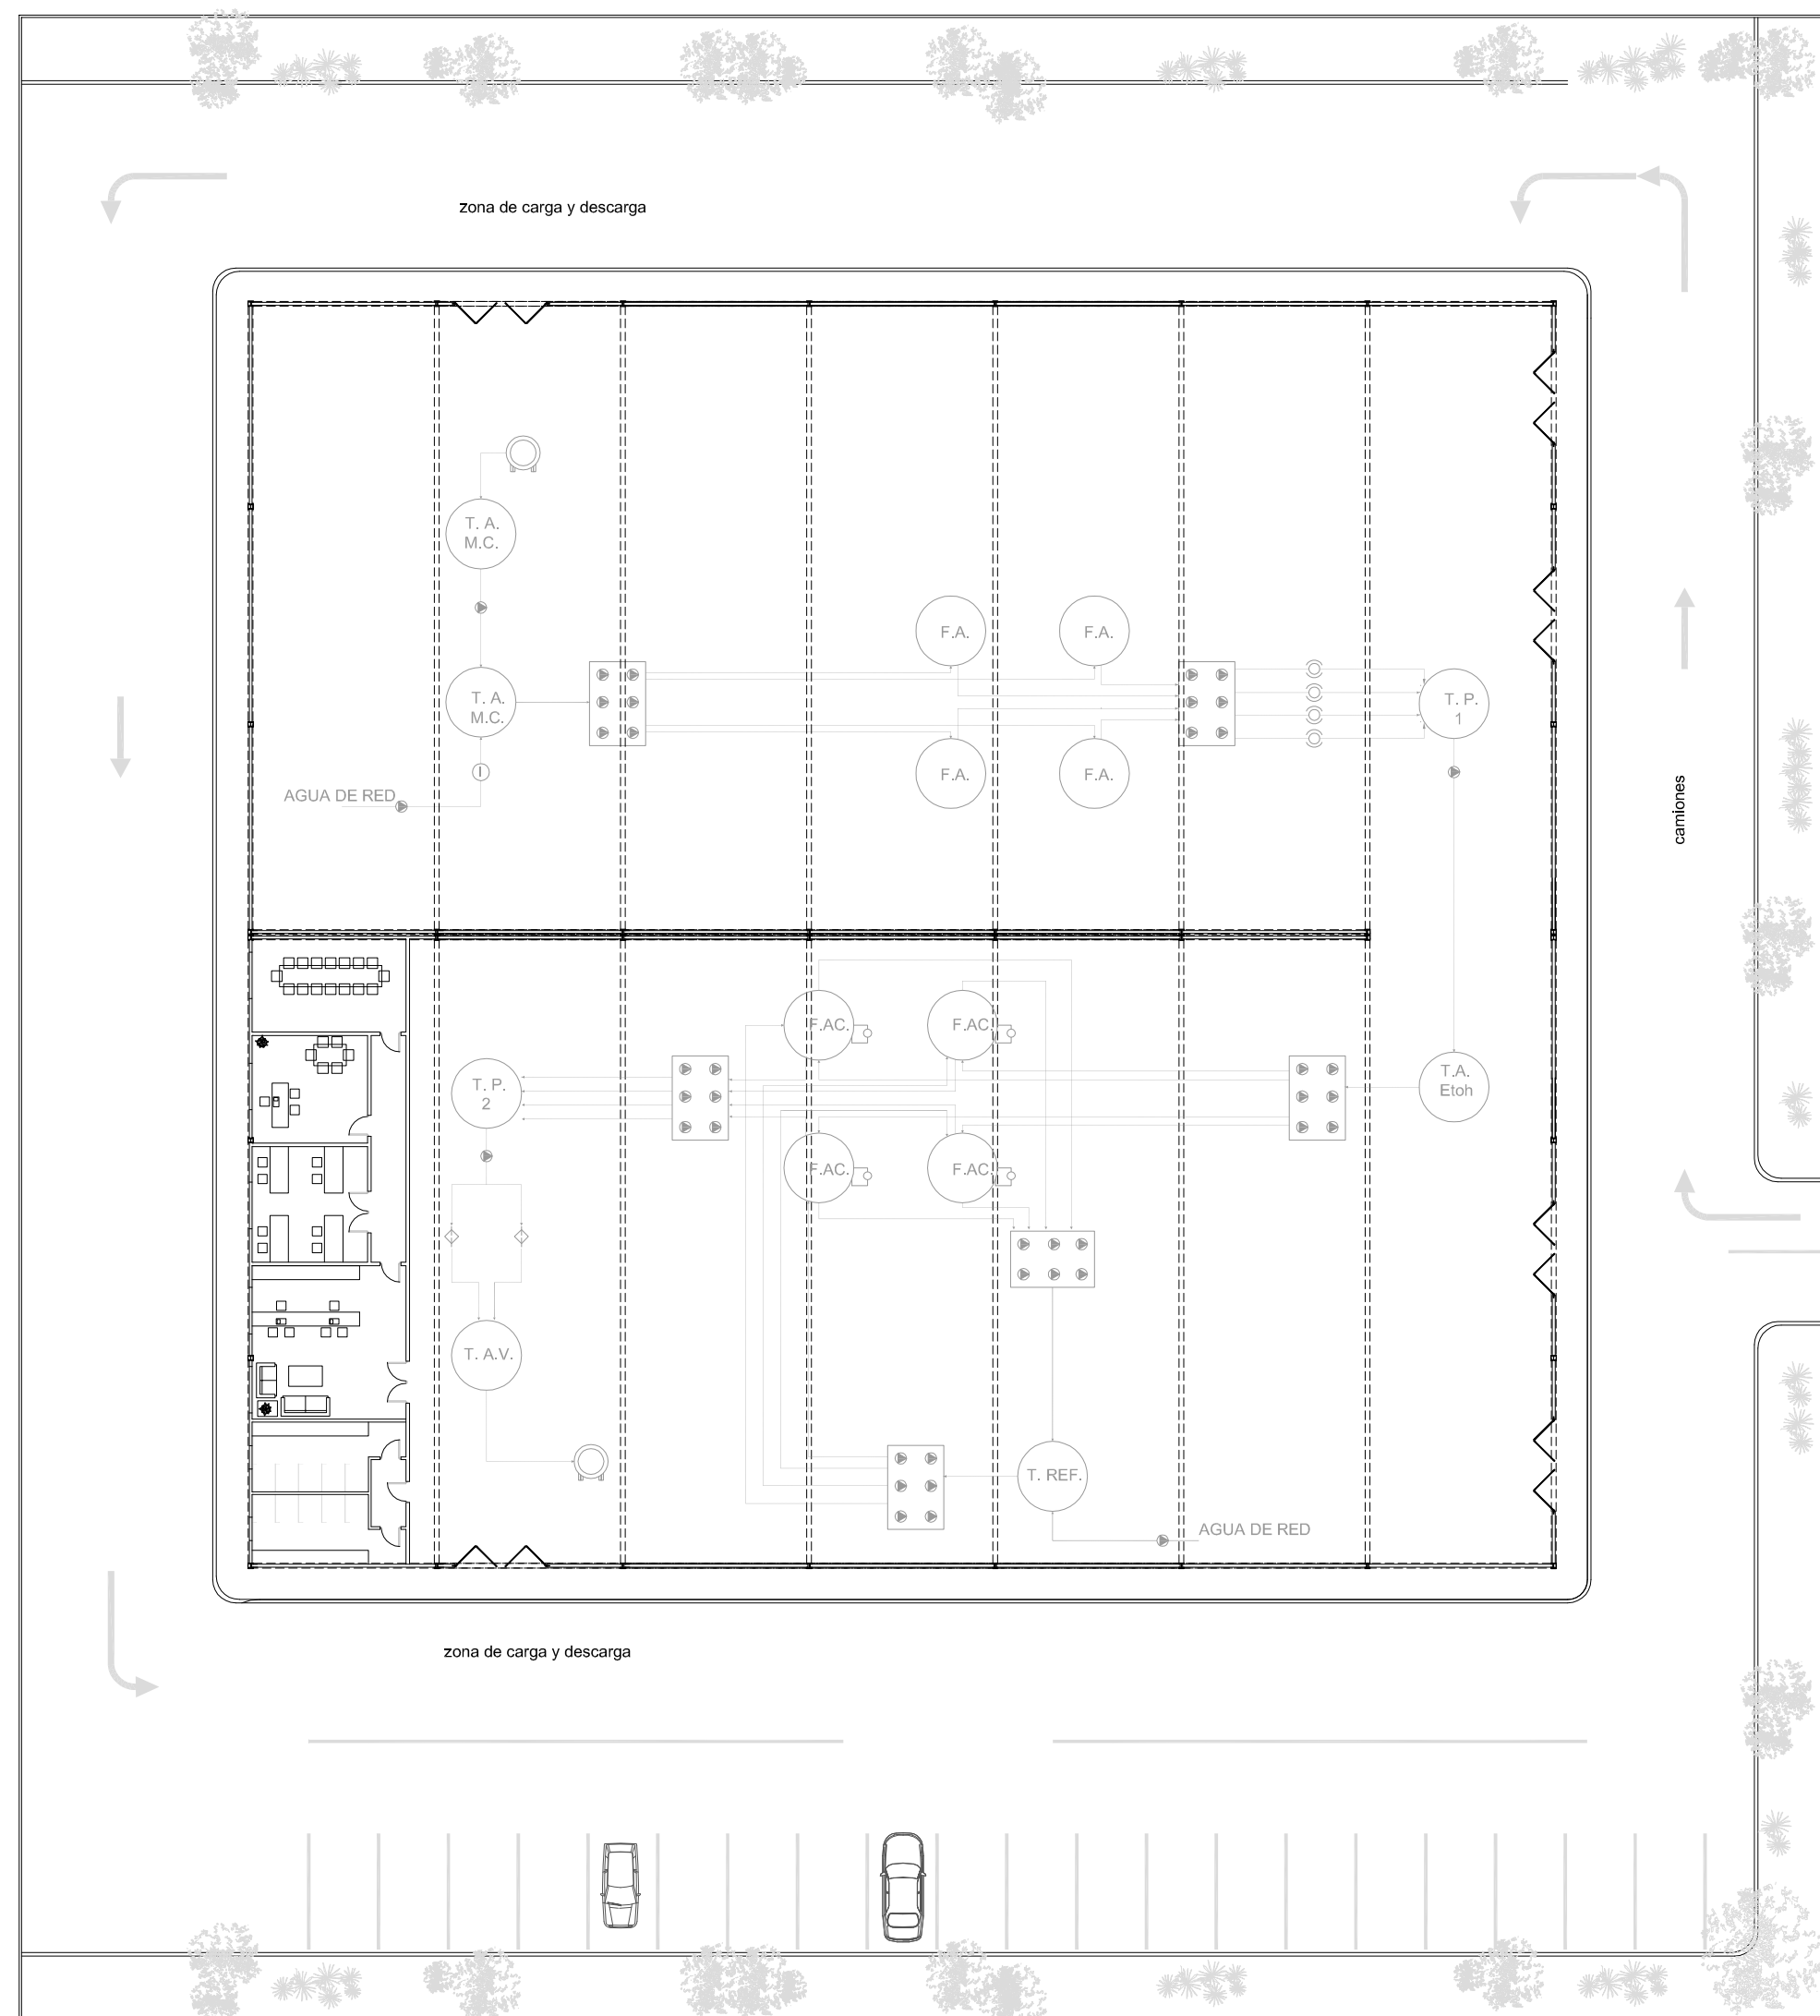 zona de carga y descarga
T. A.
M.C.
F.A.
F.A.
T. A.
M.C.
T. P.
1
F.A.
F.A.
AGUA DE RED
camiones
F.AC.
F.AC.
T. P.
2
T.A.
Etoh
F.AC.
F.AC.
T. A.V.
T. REF.
AGUA DE RED
zona de carga y descarga